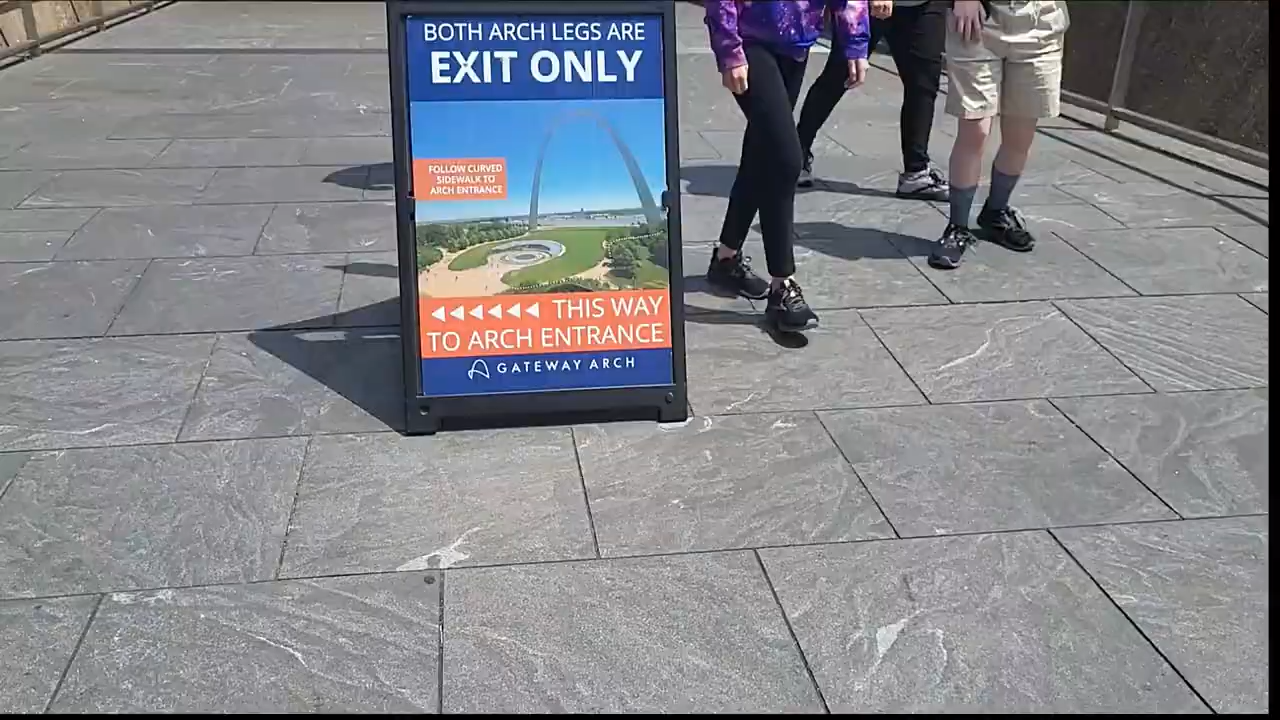 BOTH ARCH LEGS ARE
EXIT ONLY
FOLLOW CURVED
SIDEWALK TO
ARCH ENTRANCE
THIS WAY
TO ARCH ENTRANCE
GATEWAY ARCH